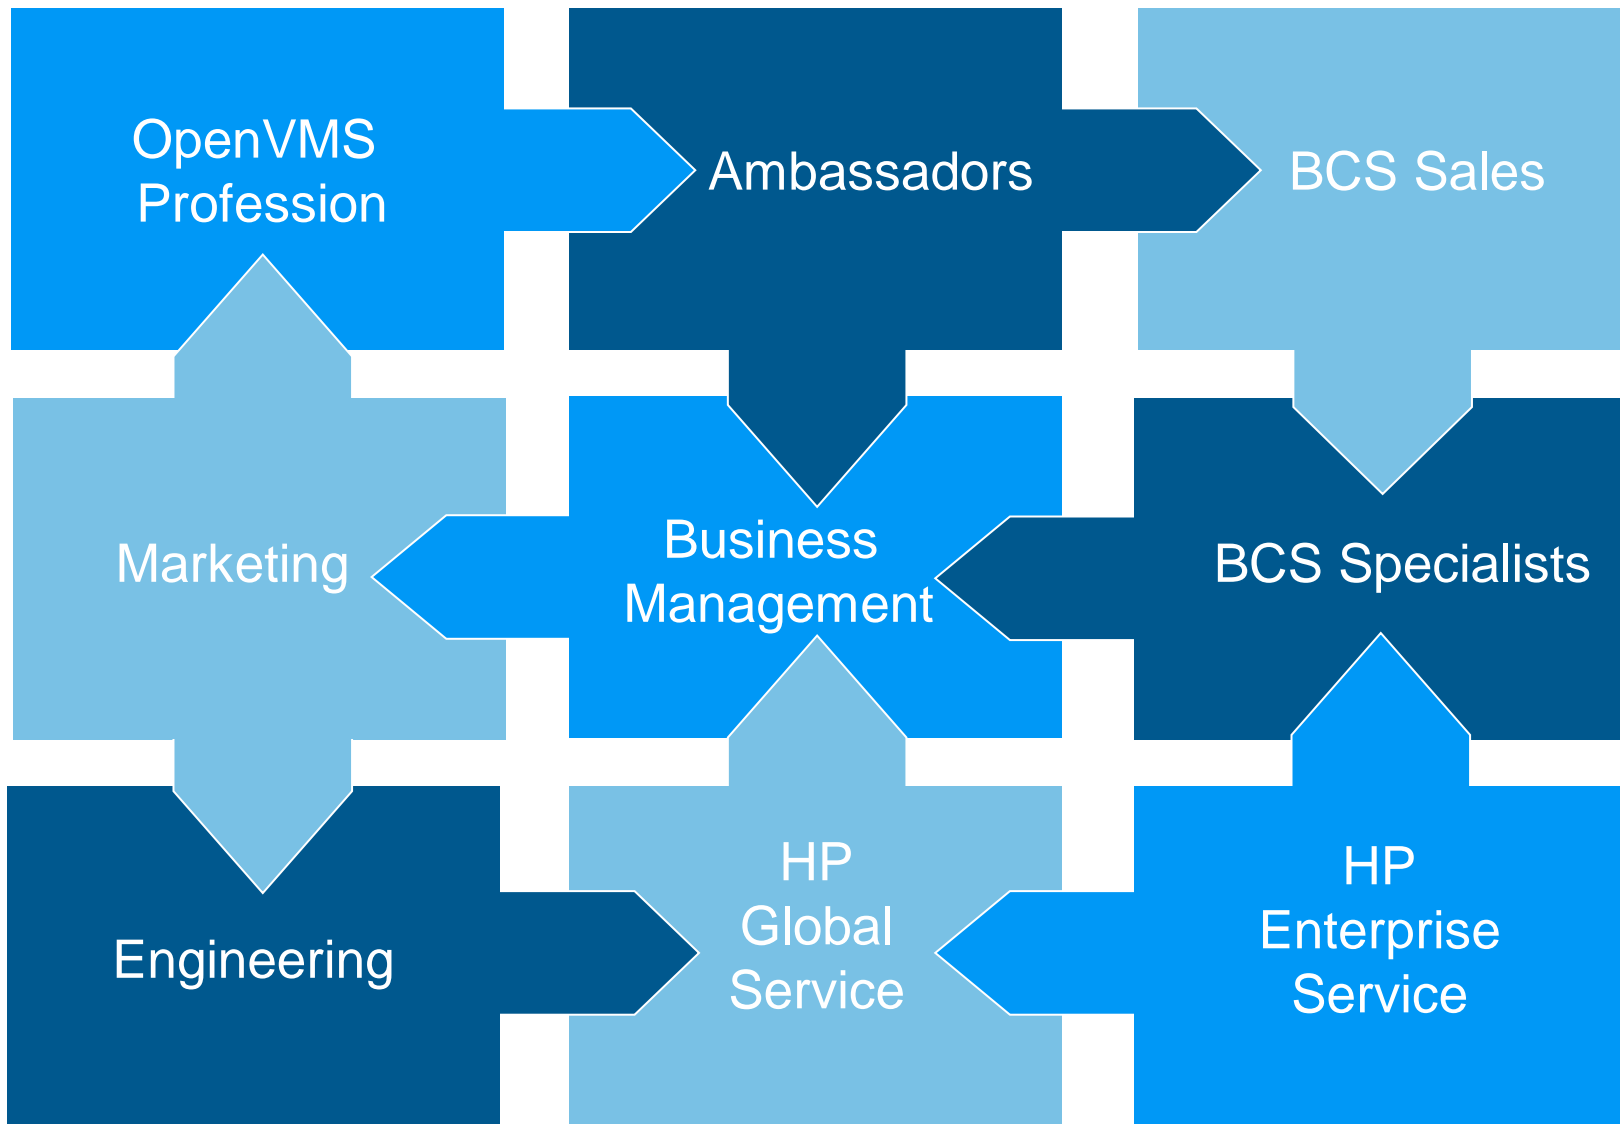 OpenVMS
Profession
Ambassadors
BCS Sales
Marketing
Business
Management
BCS Specialists
Engineering
HP
Global
Service
HP
Enterprise
Service